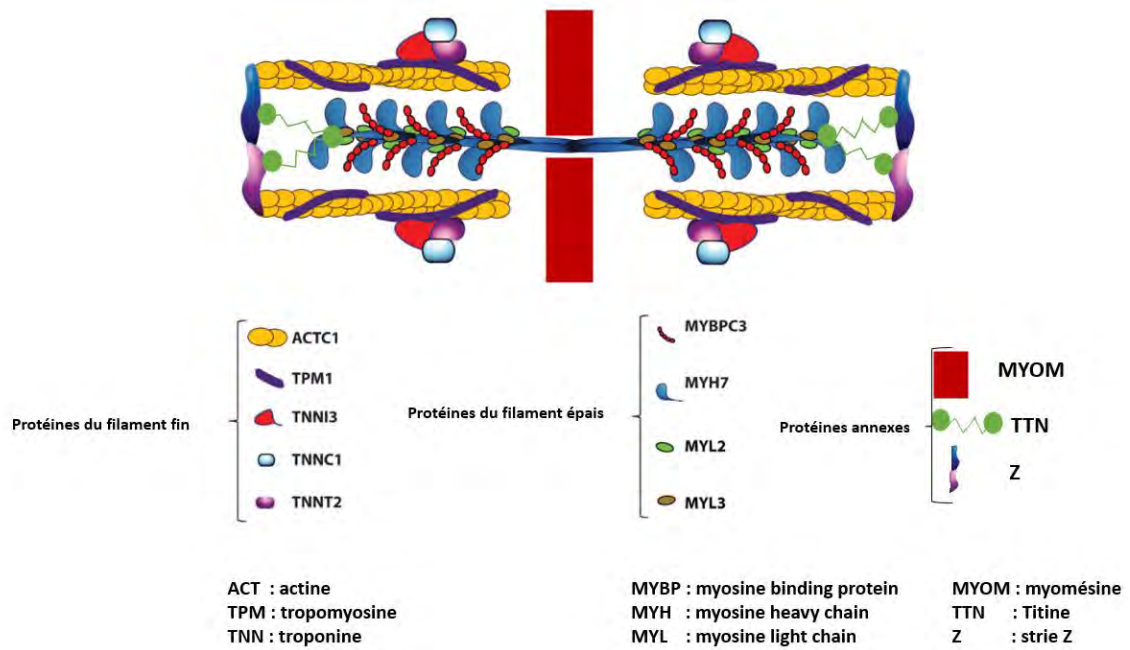 Protéines du filament fin
ACTC1
TPM1
TNNI3
TNNC1
TNNT2
Protéines du filament épais
MYBPC3
MYH7
MYL2
MYL3
Protéines annexes
MYOM
TTN
Z
ACT : actine
TPM : tropomyosine
TNN : troponine
MYBP : myosine binding protein
MYH : myosine heavy chain
MYL : myosine light chain
MYOM : myomésine
TTN : Titine
Z : strie Z